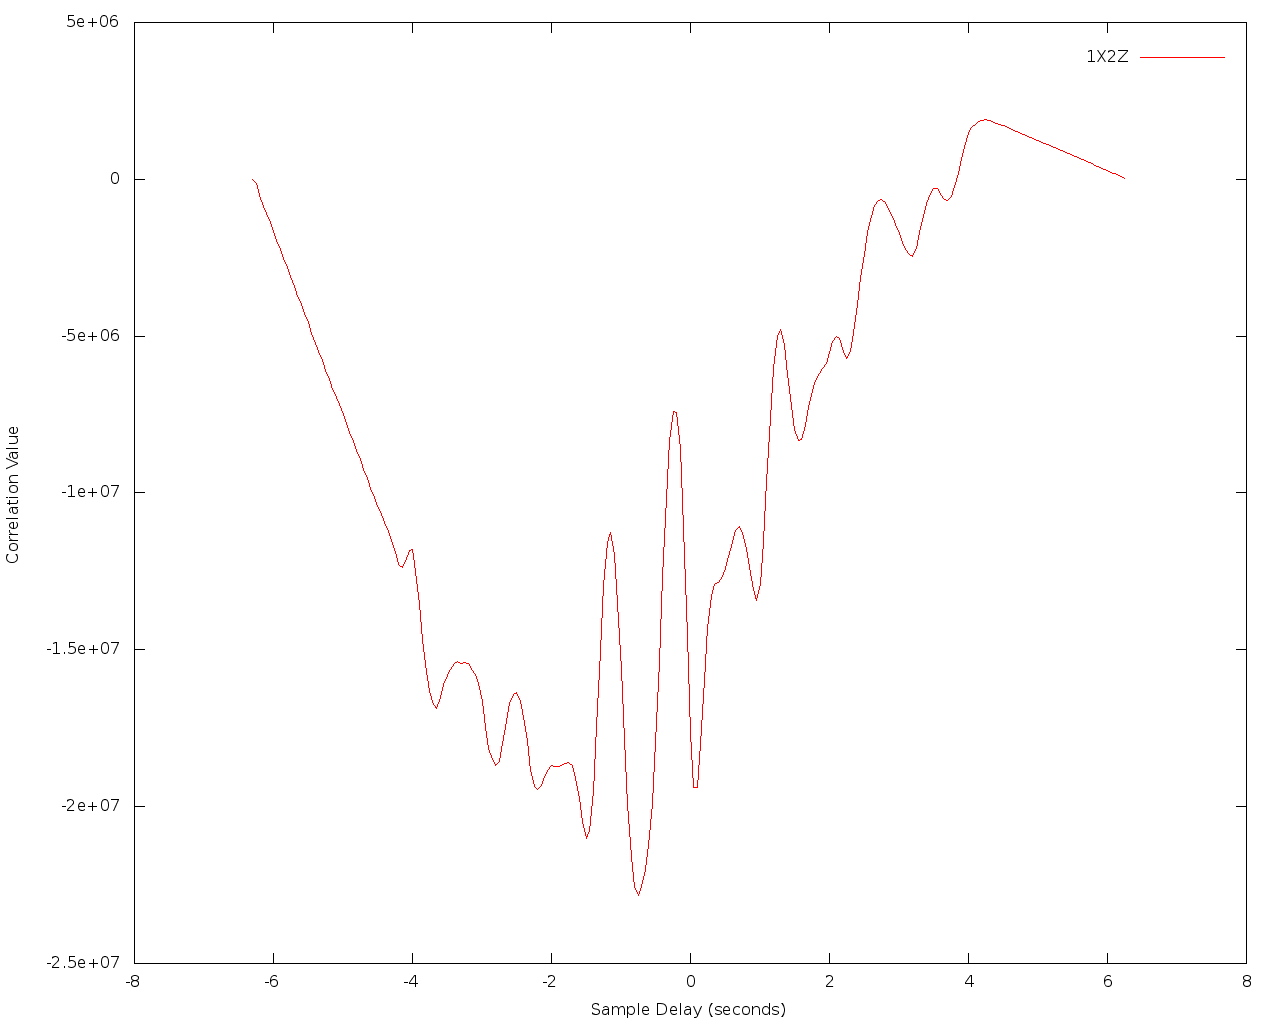 5e+06
1X2Z
0
-5e+06
-1e+07
Correlation Value
-1.5e+07
-2e+07
-2.5e+07
-8 -6 -4 -2 0 2 4 6 8
Sample Delay (seconds)